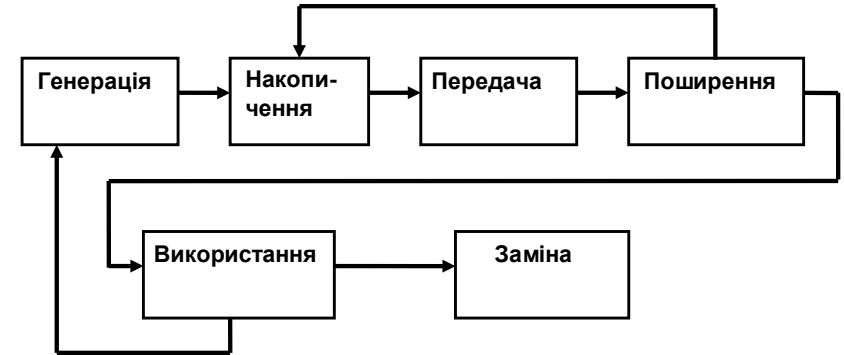 Генерація
Накопи-
чення
Передача
Поширення
Використання
Заміна